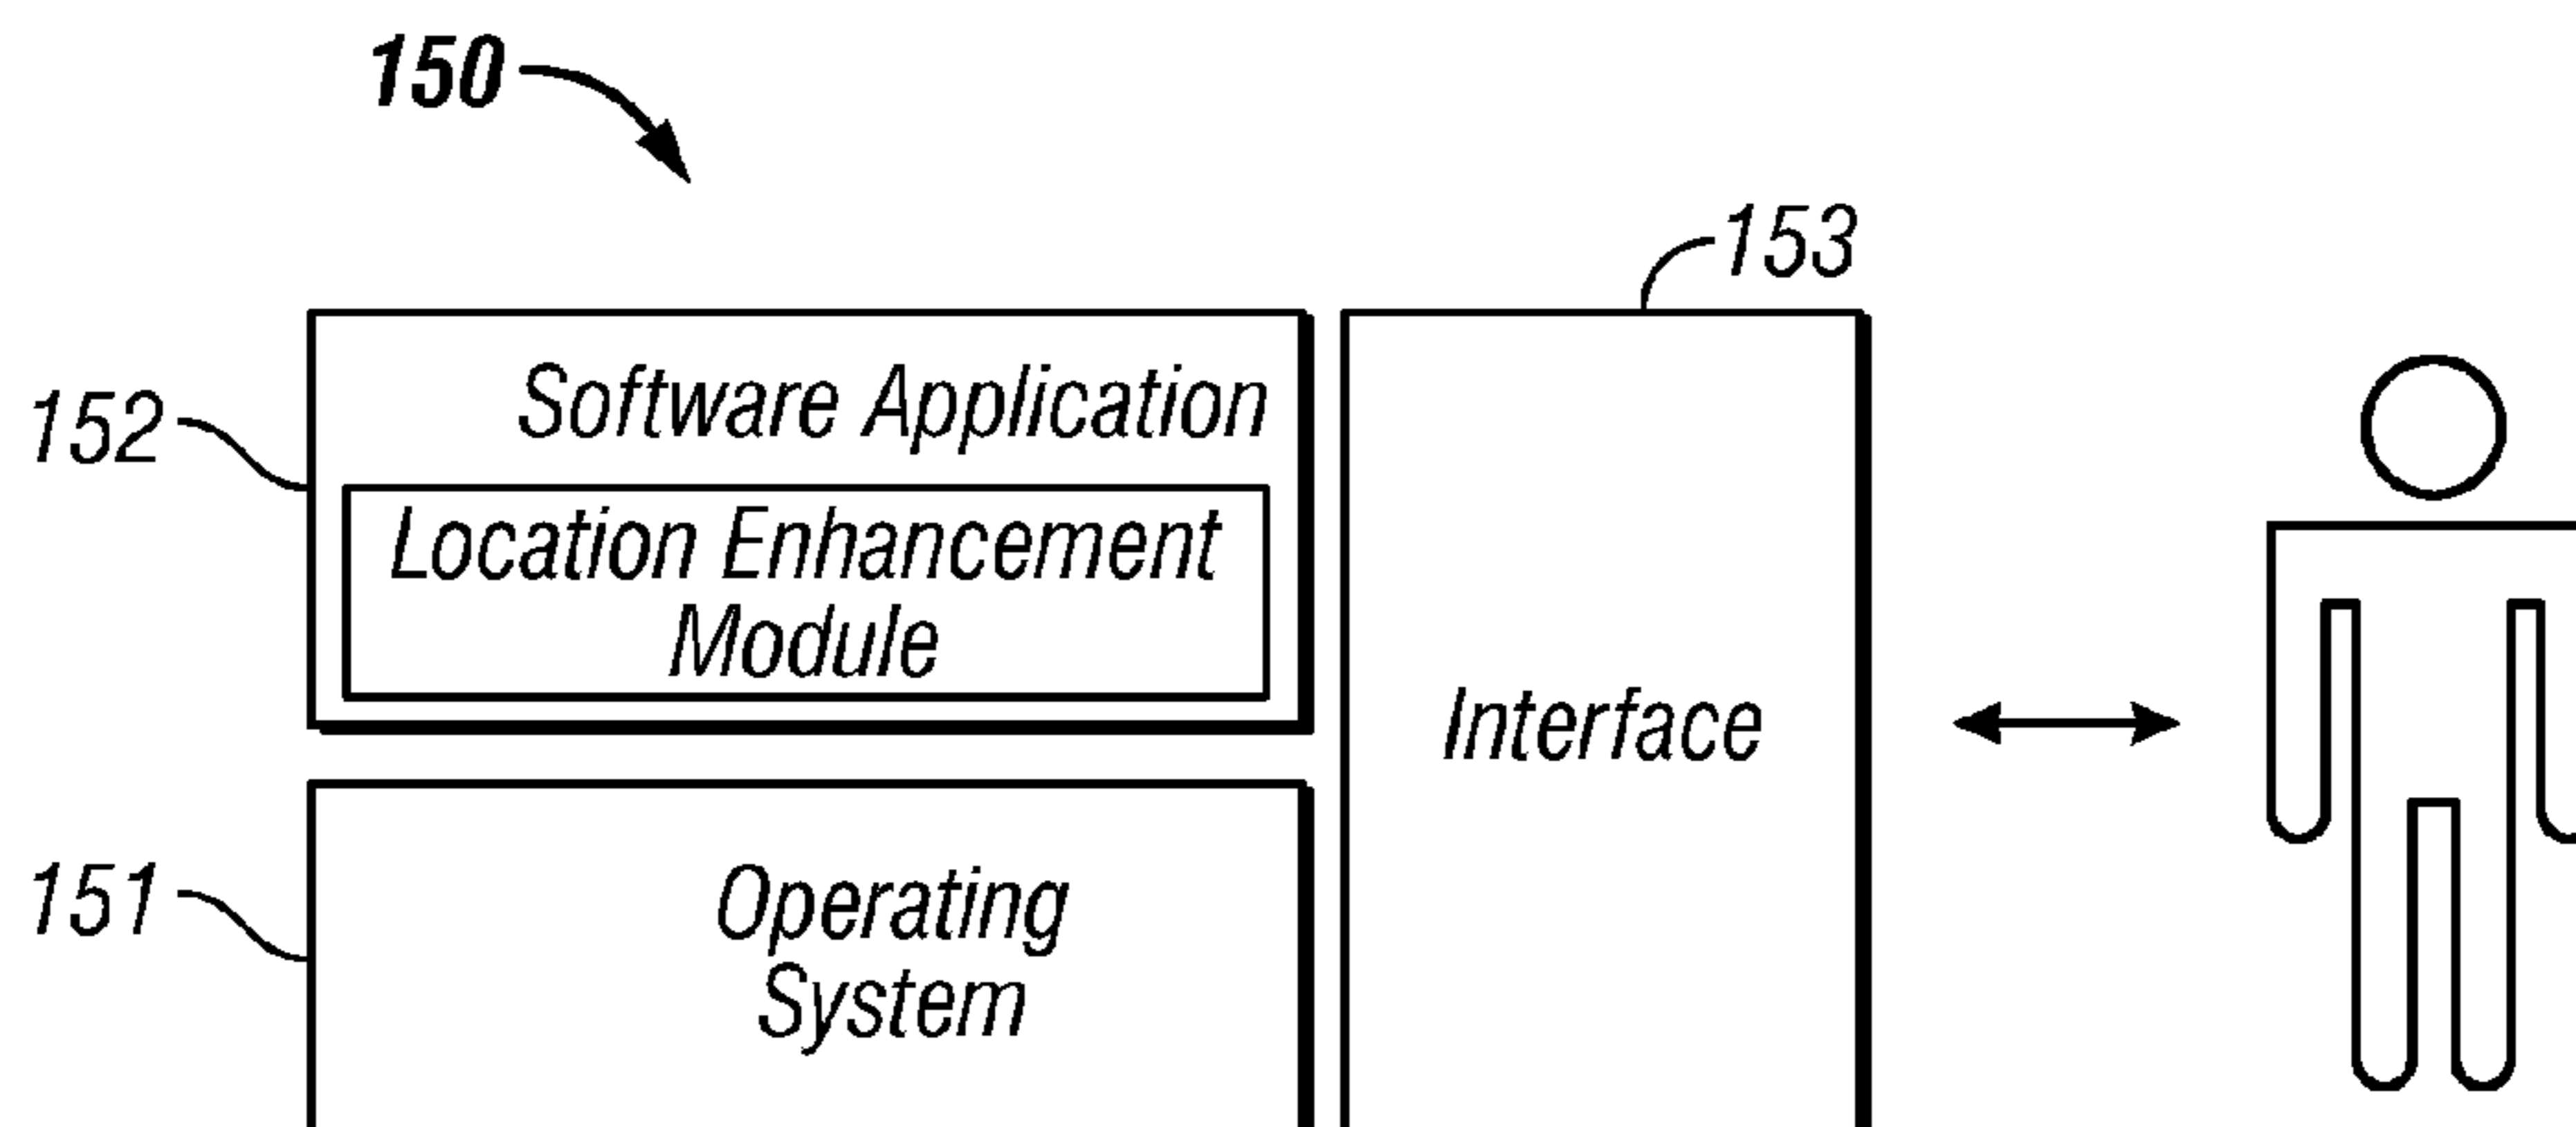 150
153
152
Software Application
Location Enhancement
Module
Interface
151
Operating
System